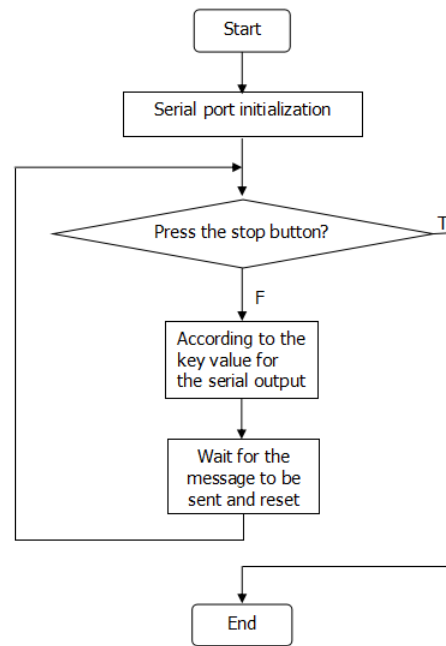 Start
Serial port initialization
Press the stop button?
T
F
According to the
key value for
the serial output
Wait for the
message to be
sent and reset
End